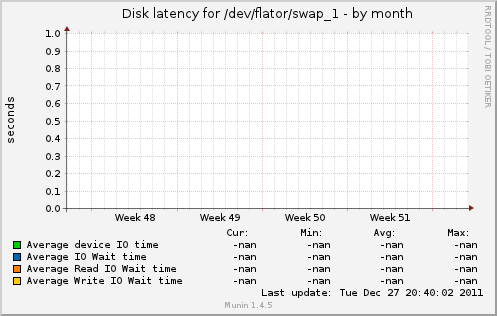 Disk latency for /dev/flator/swap_1 - by month
RRDTOOL / TOBI OETIKER
seconds
1.0
0.9
0.8
0.7
0.6
0.5
0.4
0.3
0.2
0.1
0.0
Week 48 Week 49 Week 50 Week 51
Cur: Min: Avg: Max:
Average device IO time -nan -nan -nan -nan
Average IO Wait time -nan -nan -nan -nan
Average Read IO Wait time -nan -nan -nan -nan
Average Write IO Wait time -nan -nan -nan -nan
Last update: Tue Dec 27 20:40:02 2011
Munin 1.4.5